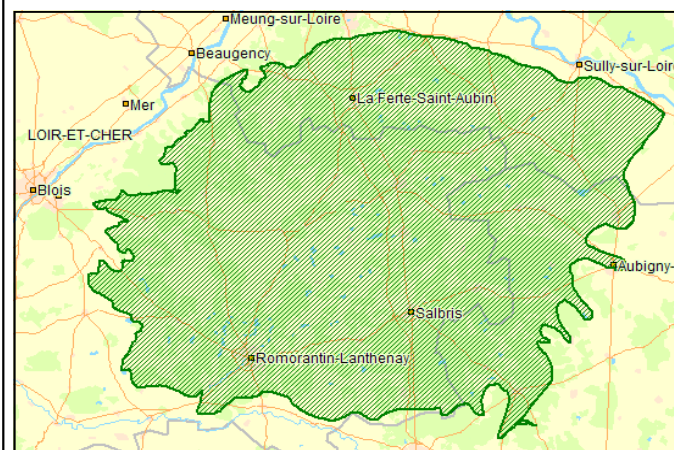 Meung-sur-Loire
Beaugency
Sully-sur-Loire
La Ferte-Saint-Aubin
Mer
LOIR-ET-CHER
Blois
Aubigny-
Salbris
Romorantin-Lanthenay